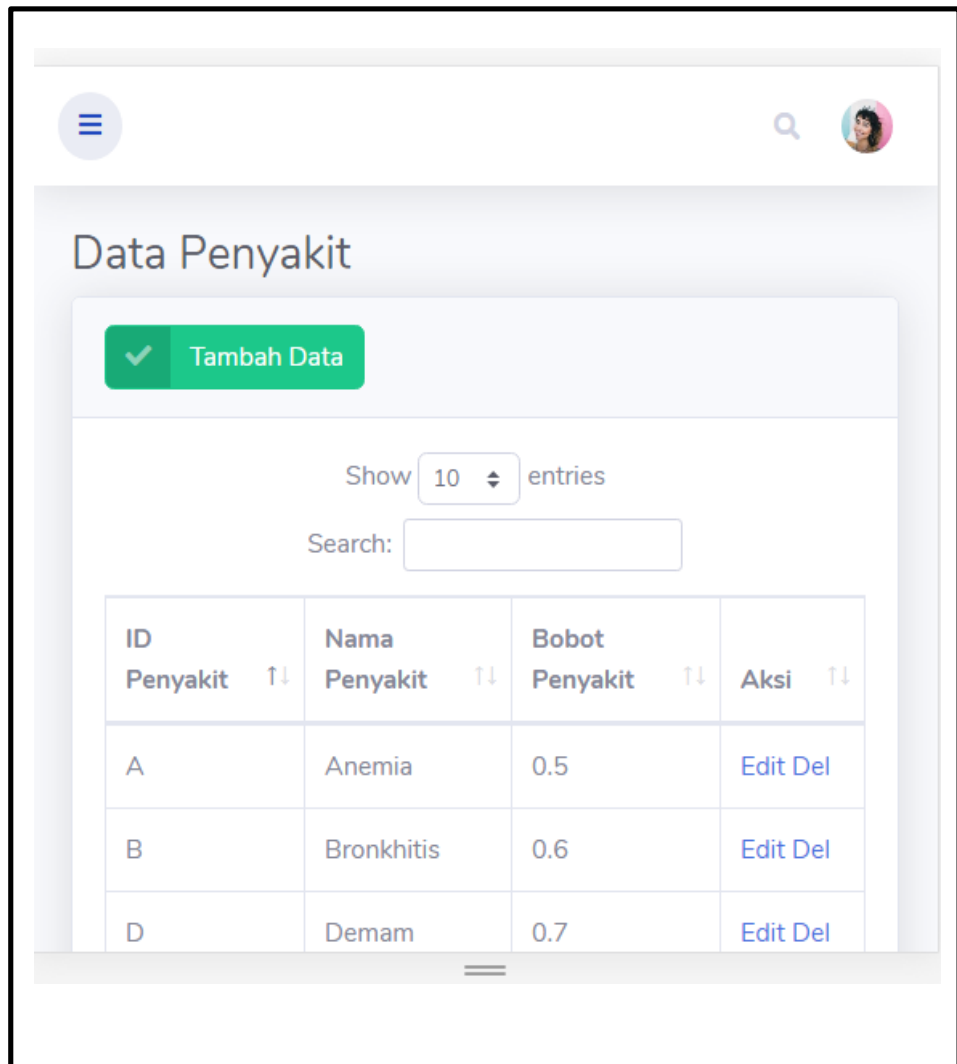 Data Penyakit
Tambah Data
Show 10 entries
Search:
ID Penyakit Nama Penyakit Bobot Penyakit Aksi
A Anemia 0.5 Edit Del
B Bronkhitis 0.6 Edit Del
D Demam 0.7 Edit Del